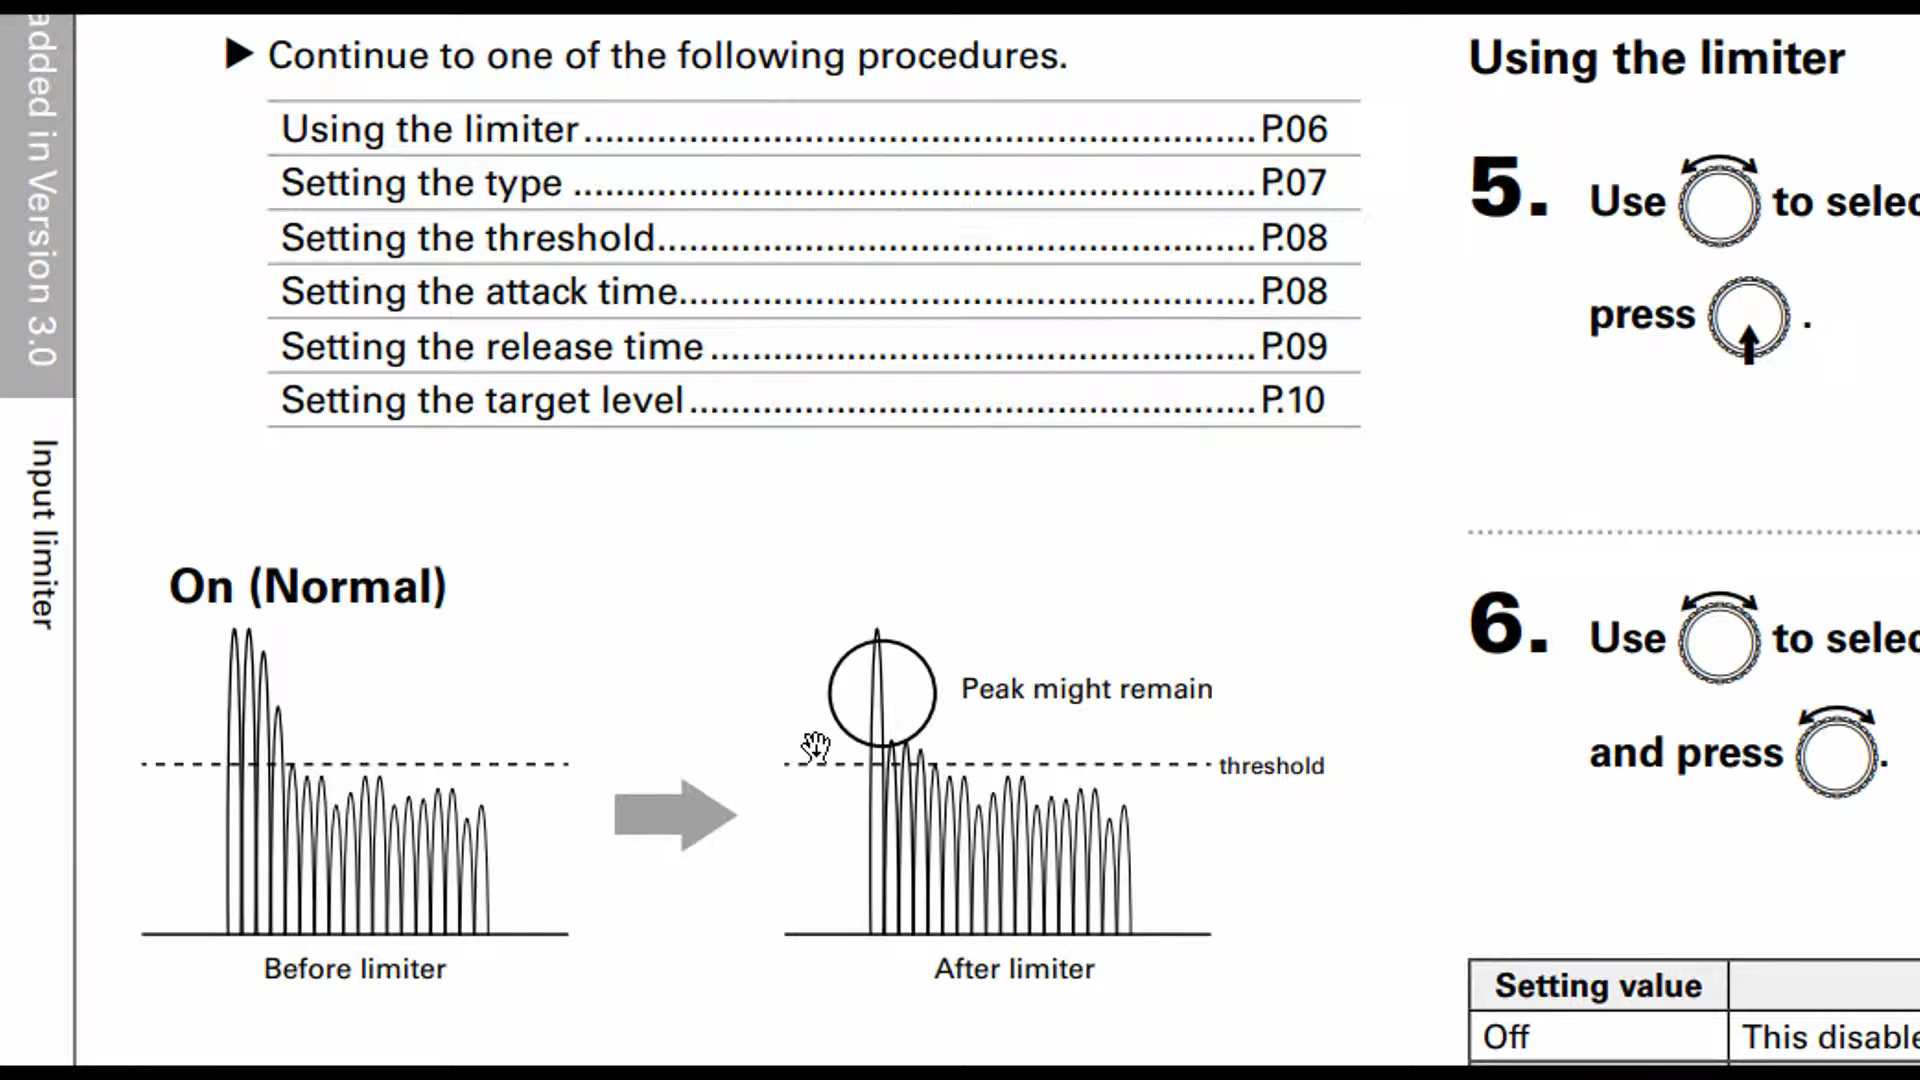 added in Version 3.0
Input limiter
▶ Continue to one of the following procedures.
Using the limiter................................................................P.06
Setting the type .................................................................P.07
Setting the threshold.........................................................P.08
Setting the attack time.......................................................P.08
Setting the release time ....................................................P.09
Setting the target level......................................................P.10
On (Normal)
Peak might remain
threshold
Before limiter
After limiter
Using the limiter
5. Use to selec
press .
6. Use to selec
and press .
Setting value
Off This disable